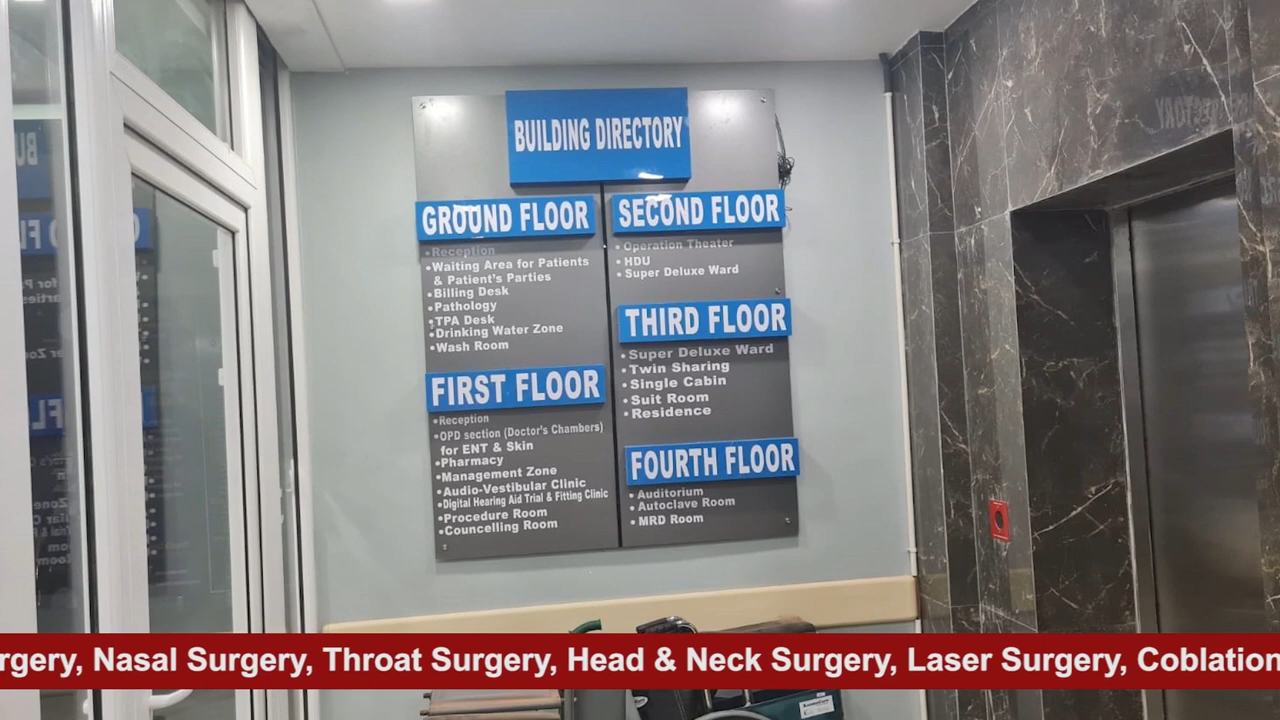 BUILDING DIRECTORY
GROUND FLOOR
•Reception
•Waiting Area for Patients
& Patient's Parties
•Billing Desk
•Pathology
•TPA Desk
•Drinking Water Zone
•Wash Room
FIRST FLOOR
•Reception
•OPD section (Doctor's Chambers)
for ENT & Skin
•Pharmacy
•Management Zone
•Audio-Vestibular Clinic
•Digital Hearing Aid Trial & Fitting Clinic
•Procedure Room
•Councelling Room
SECOND FLOOR
• Operation Theater
• HDU
• Super Deluxe Ward
THIRD FLOOR
• Super Deluxe Ward
•Twin Sharing
•Single Cabin
•Suit Room
•Residence
FOURTH FLOOR
• Auditorium
• Autoclave Room
• MRD Room
rgery, Nasal Surgery, Throat Surgery, Head & Neck Surgery, Laser Surgery, Coblation